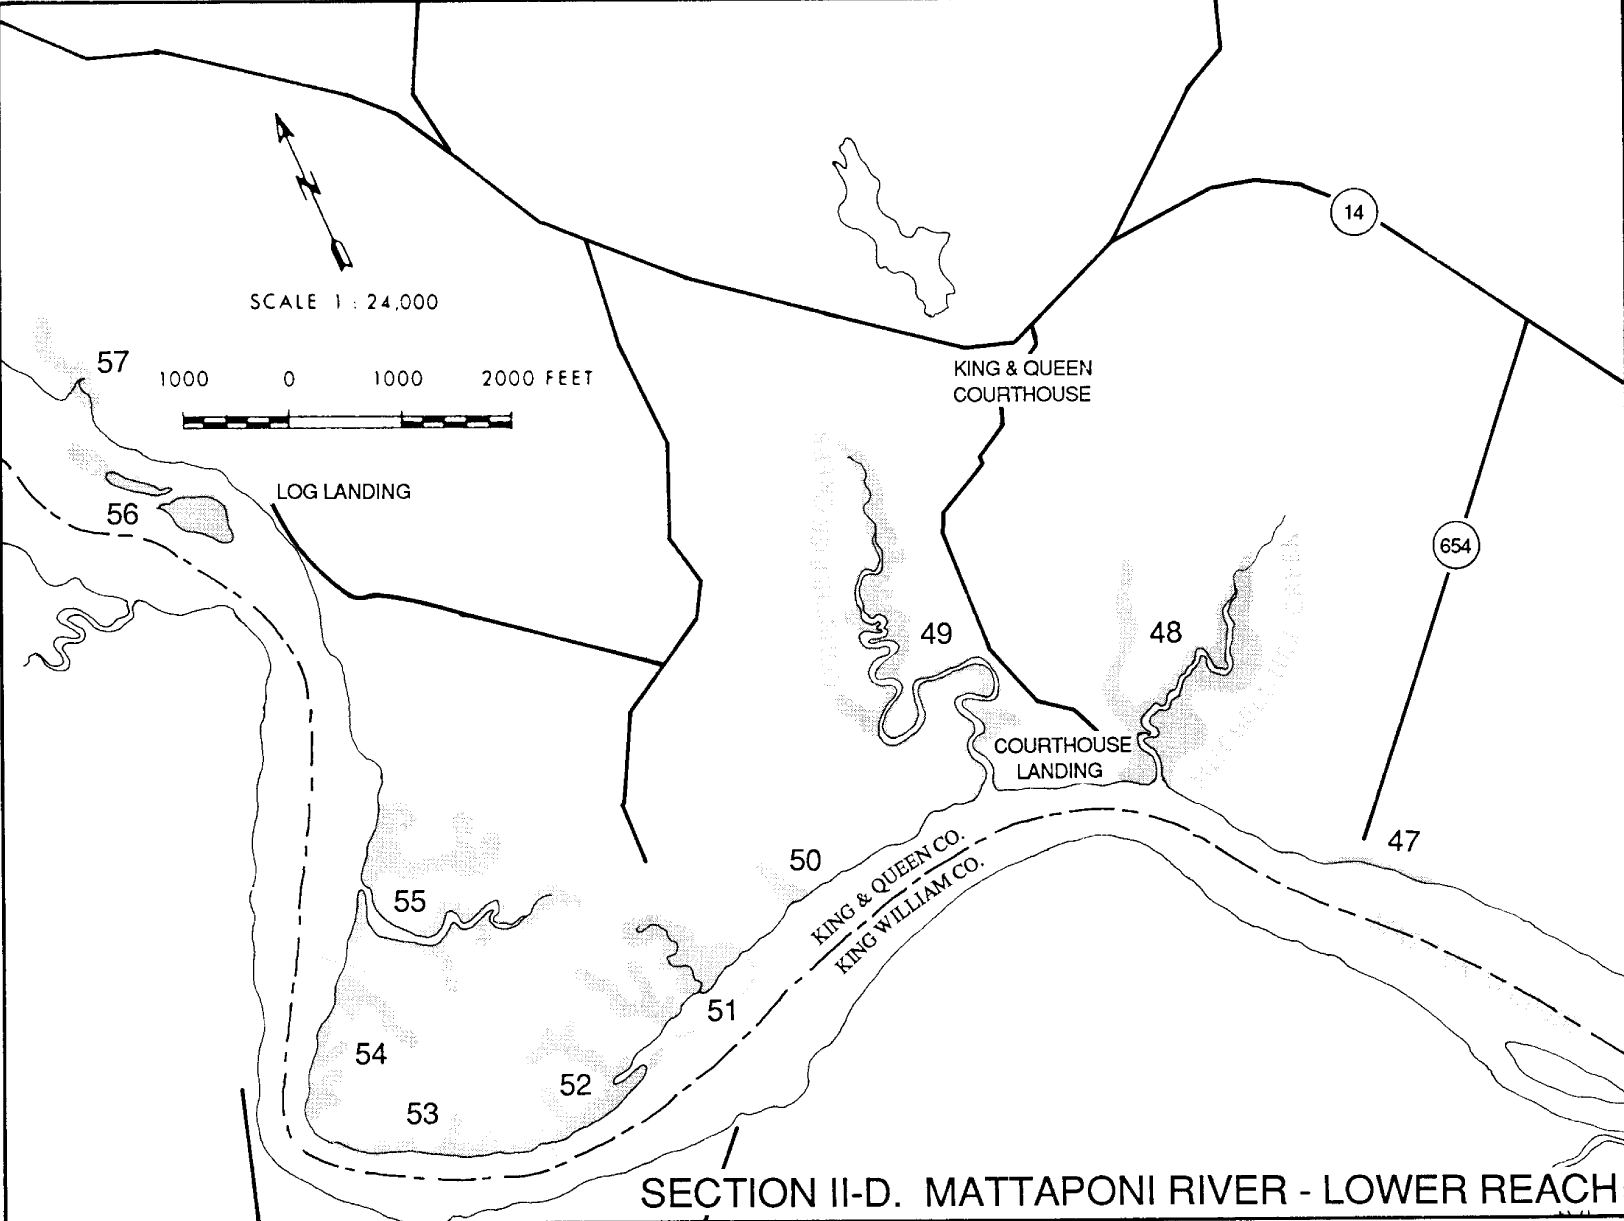 14
SCALE 1 : 24,000
57
1000 0 1000 2000 FEET
KING & QUEEN
COURTHOUSE
LOG LANDING
56
654
49
48
COURTHOUSE
LANDING
47
50
KING & QUEEN CO.
KING WILLIAM CO.
55
51
54
52
53
SECTION II-D. MATTAPONI RIVER - LOWER REACH
N